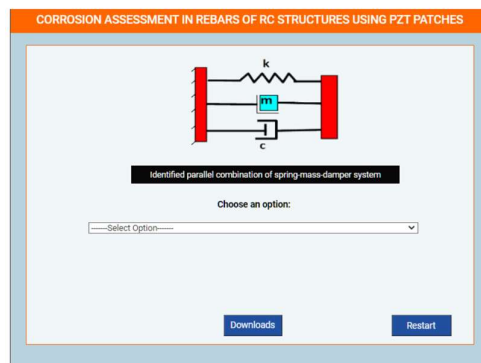 CORROSION ASSESSMENT IN REBARS OF RC STRUCTURES USING PZT PATCHES
k
m
c
Identified parallel combination of spring-mass-damper system
Choose an option:
------Select Option------
Downloads
Restart